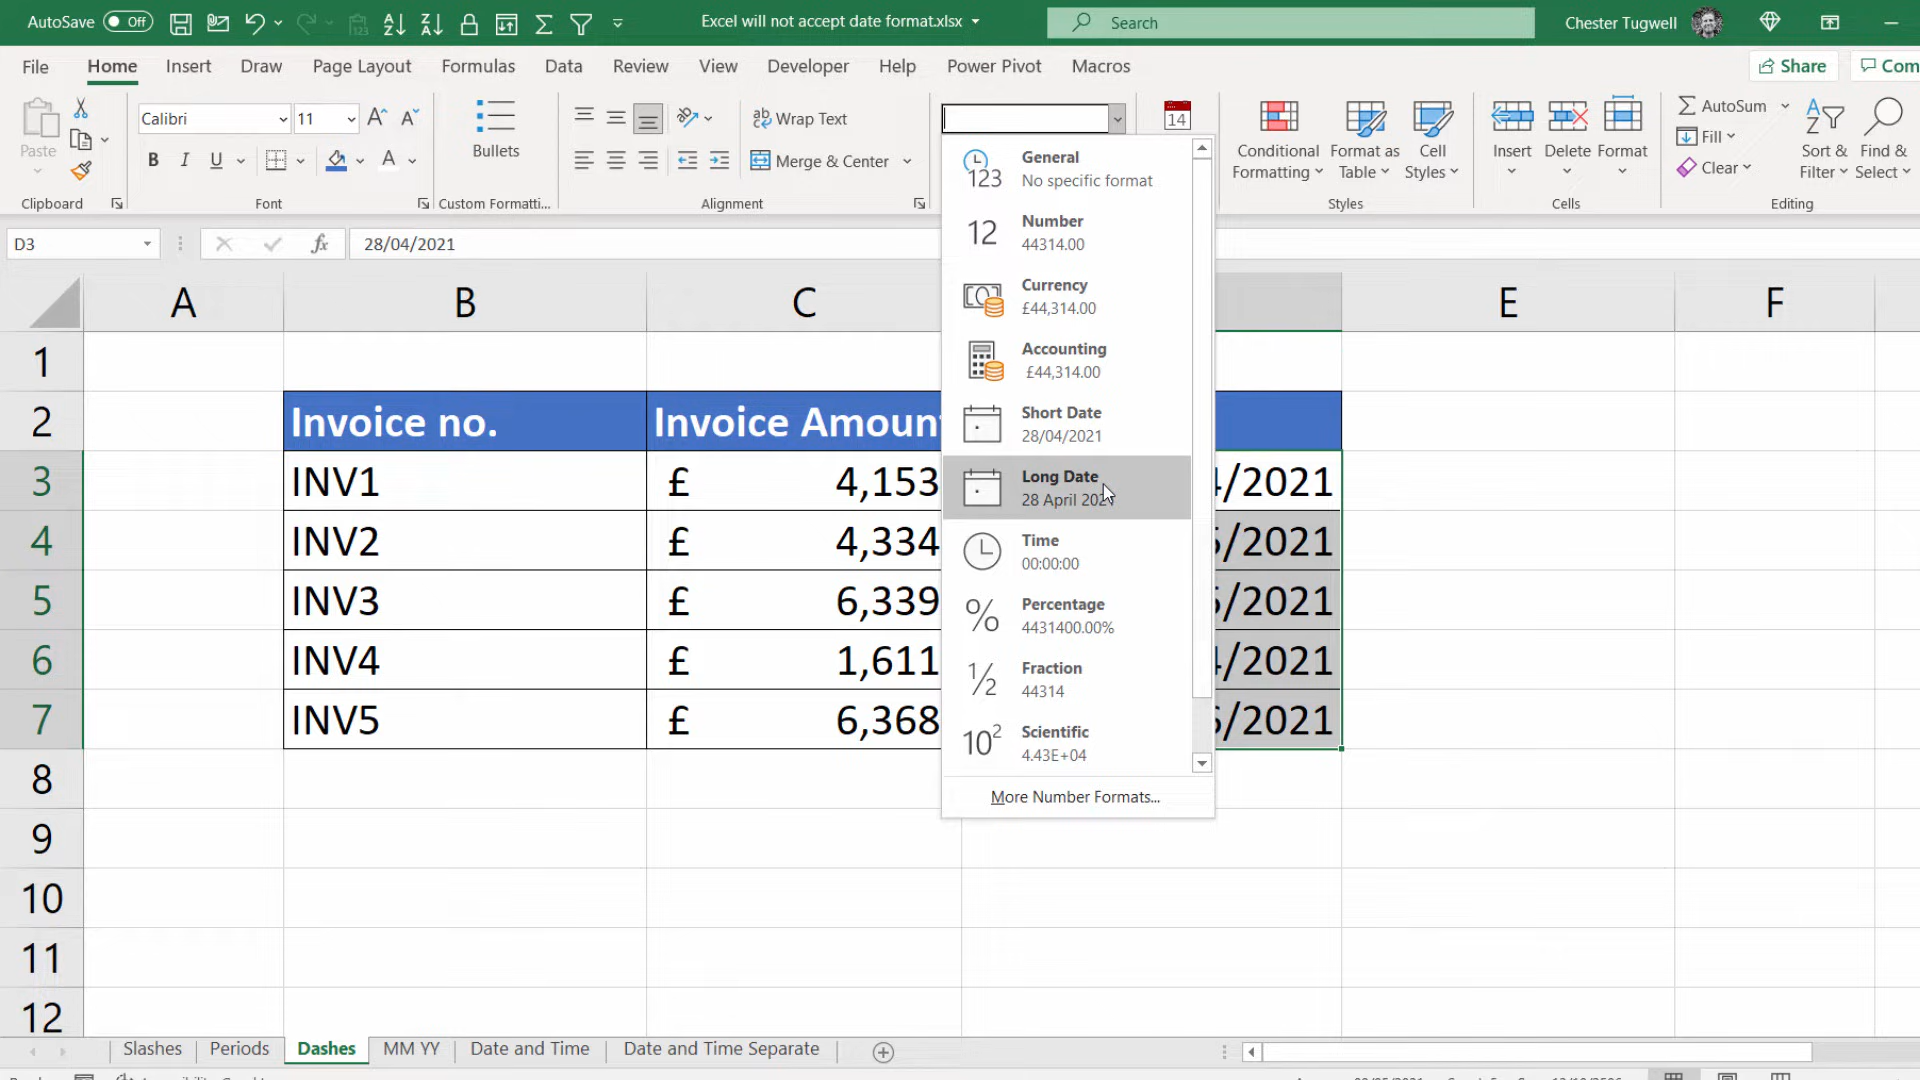 AutoSave Off Excel will not accept date format.xlsx Search Chester Tugwell
File Home Insert Draw Page Layout Formulas Data Review View Developer Help Power Pivot Macros Share
Paste Calibri 11 Bullets Wrap Text Merge & Center 14 Conditional Formatting Format as Table Cell Styles Insert Delete Format AutoSum Fill Clear Sort & Filter Find & Select
B I U A
Clipboard Font Custom Formatti... Alignment Styles Cells Editing
D3 fx 28/04/2021
General
No specific format
Number
44314.00
Currency
£44,314.00
Accounting
£44,314.00
Short Date
28/04/2021
Long Date
28 April
Time
00:00:00
Percentage
4431400.00%
Fraction
44314
Scientific
4.43E+04
More Number Formats...
A B C E F
1
2 Invoice no. Invoice
3 INV1 £ 4,153 /2021
4 INV2 £ 4,334 /2021
5 INV3 £ 6,339 /2021
6 INV4 £ 1,611 /2021
7 INV5 £ 6,368 /2021
8
9
10
11
12
Slashes Periods Dashes MM YY Date and Time Date and Time Separate